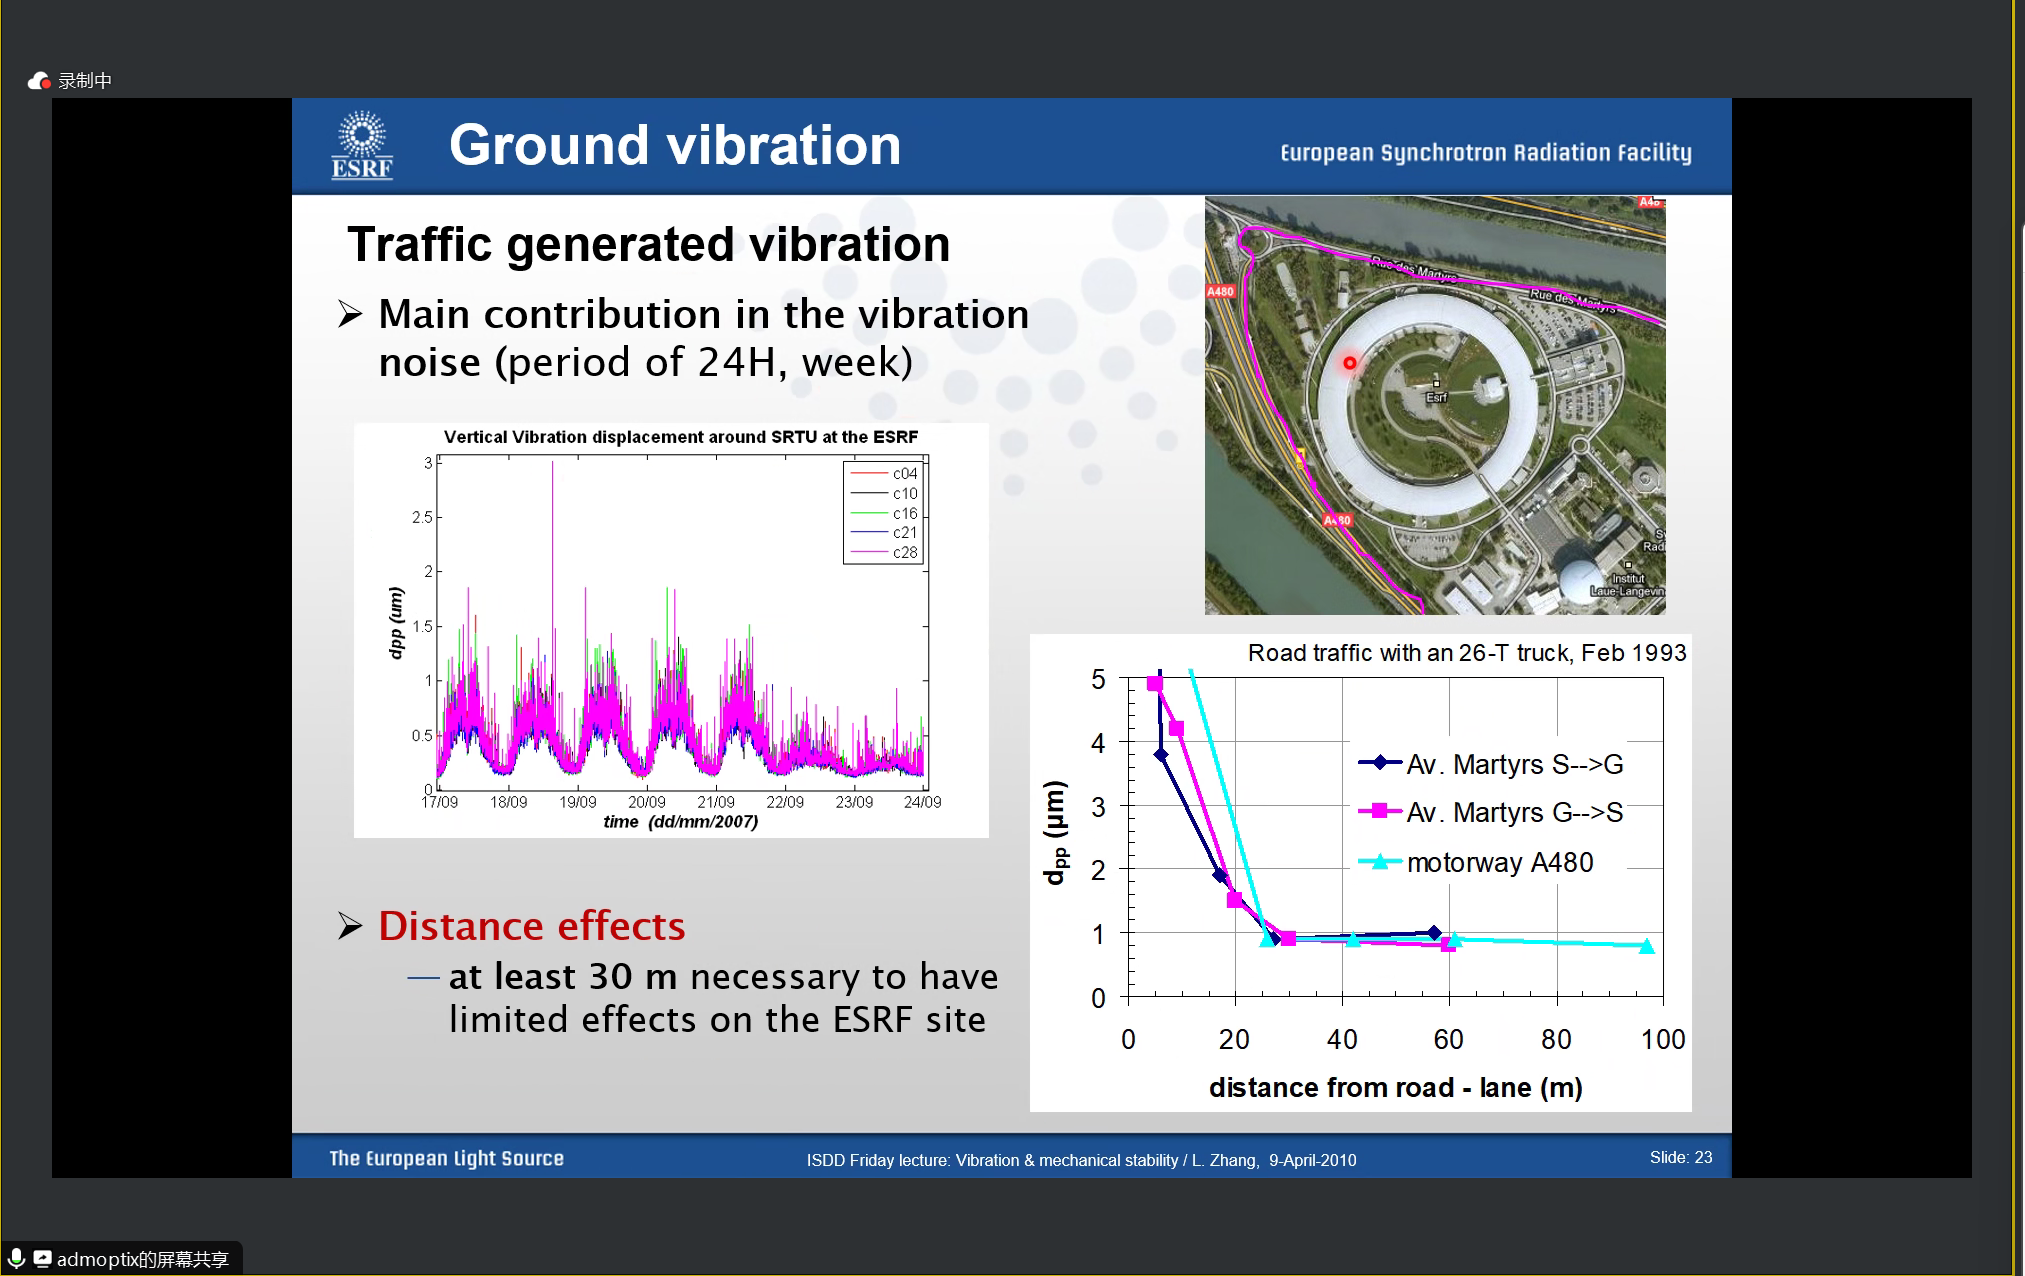 录制中
ESRF
Ground vibration
European Synchrotron Radiation Facility
Traffic generated vibration
Main contribution in the vibration
noise (period of 24H, week)
A480
Rue des Martyrs
Rue des Martyrs
A480
Esrf
A480
Institut
Laue-Langevin
Vertical Vibration displacement around SRTU at the ESRF
c04
c10
c16
c21
c28
dpp (um)
3
2.5
2
1.5
1
0.5
0
17/09 18/09 19/09 20/09 21/09 22/09 23/09 24/09
time (dd/mm/2007)
Road traffic with an 26-T truck, Feb 1993
5
4
3
2
1
0
dpp (µm)
Av. Martyrs S-->G
Av. Martyrs G-->S
motorway A480
0 20 40 60 80 100
distance from road - lane (m)
Distance effects
— at least 30 m necessary to have
limited effects on the ESRF site
The European Light Source
ISDD Friday lecture: Vibration & mechanical stability / L. Zhang, 9-April-2010
Slide: 23
admoptix的屏幕共享